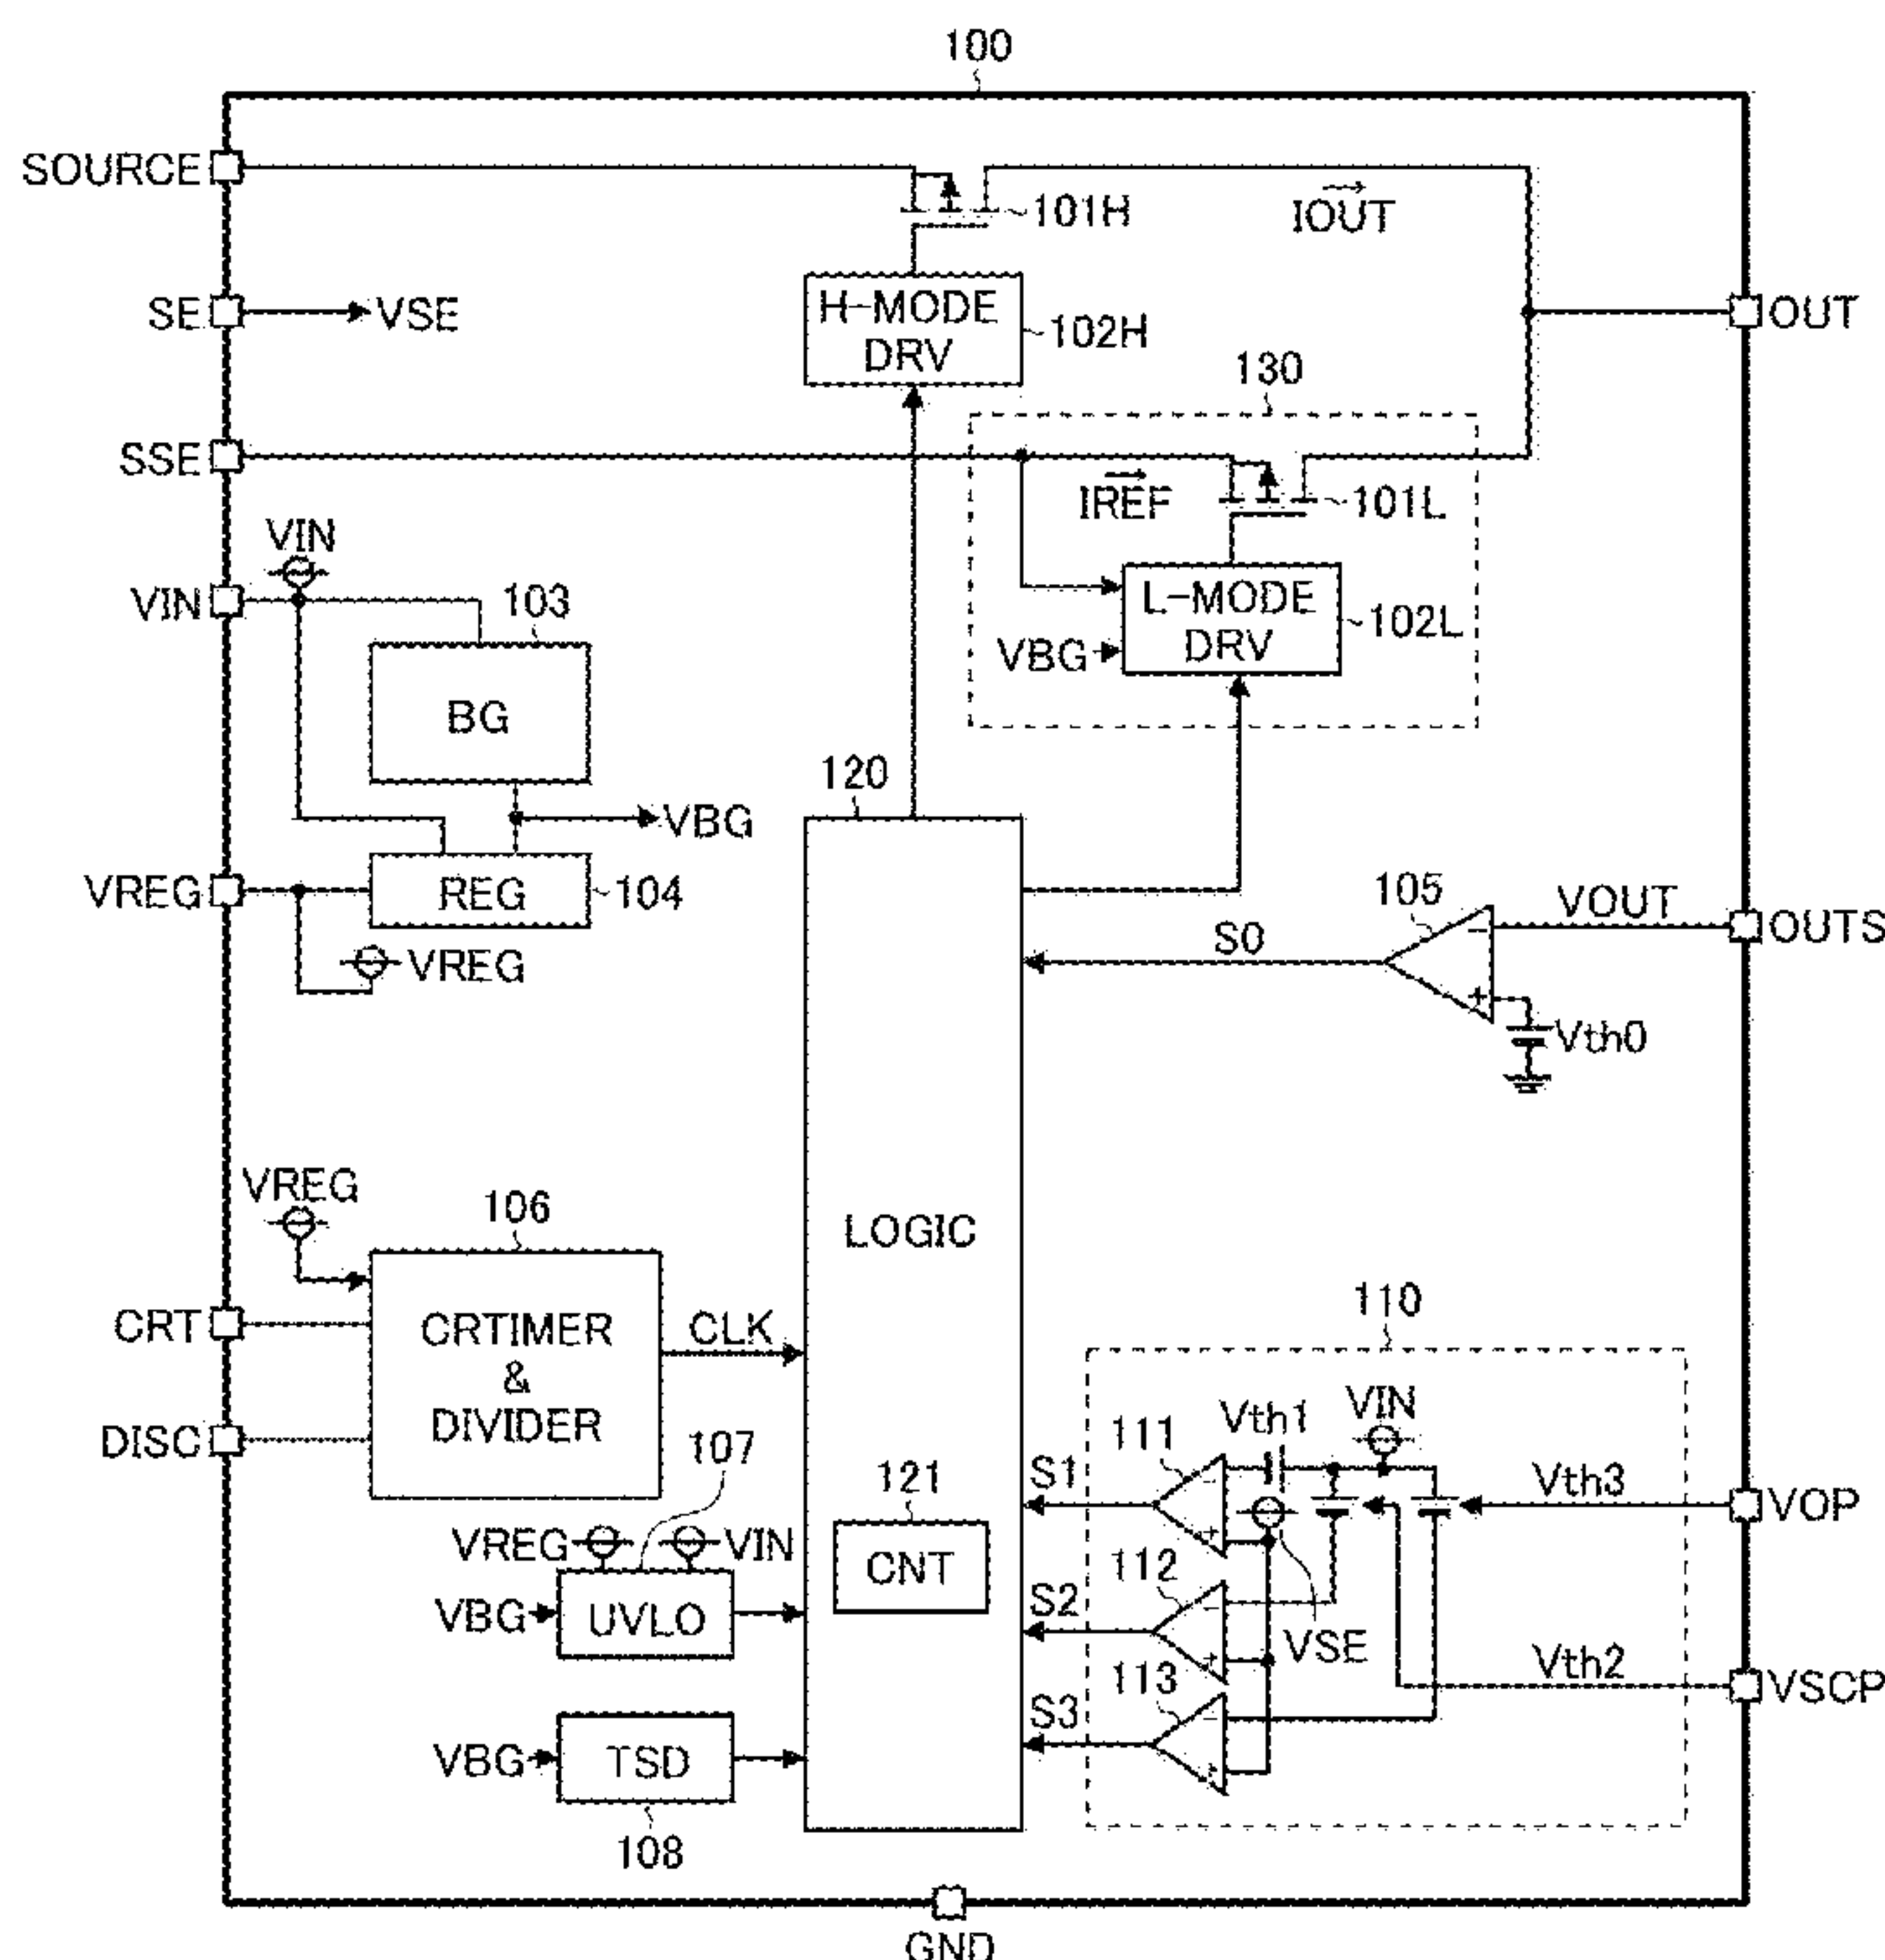 100
SOURCE
101H
IOUT
SE
VSE
H-MODE
DRV
102H
OUT
130
SSE
IREF
101L
VIN
VIN
103
BG
L-MODE
DRV
102L
VBG
120
VBG
VREG
REG
104
VREG
105
VOUT
OUTS
S0
Vth0
VREG
106
LOGIC
CRT
CRTIMER
&
DIVIDER
CLK
DISC
107
110
111
Vth1
VIN
S1
Vth3
VOP
121
CNT
VREG
VIN
VBG
UVLO
112
S2
VSE
Vth2
VSCP
113
S3
VBG
TSD
108
GND